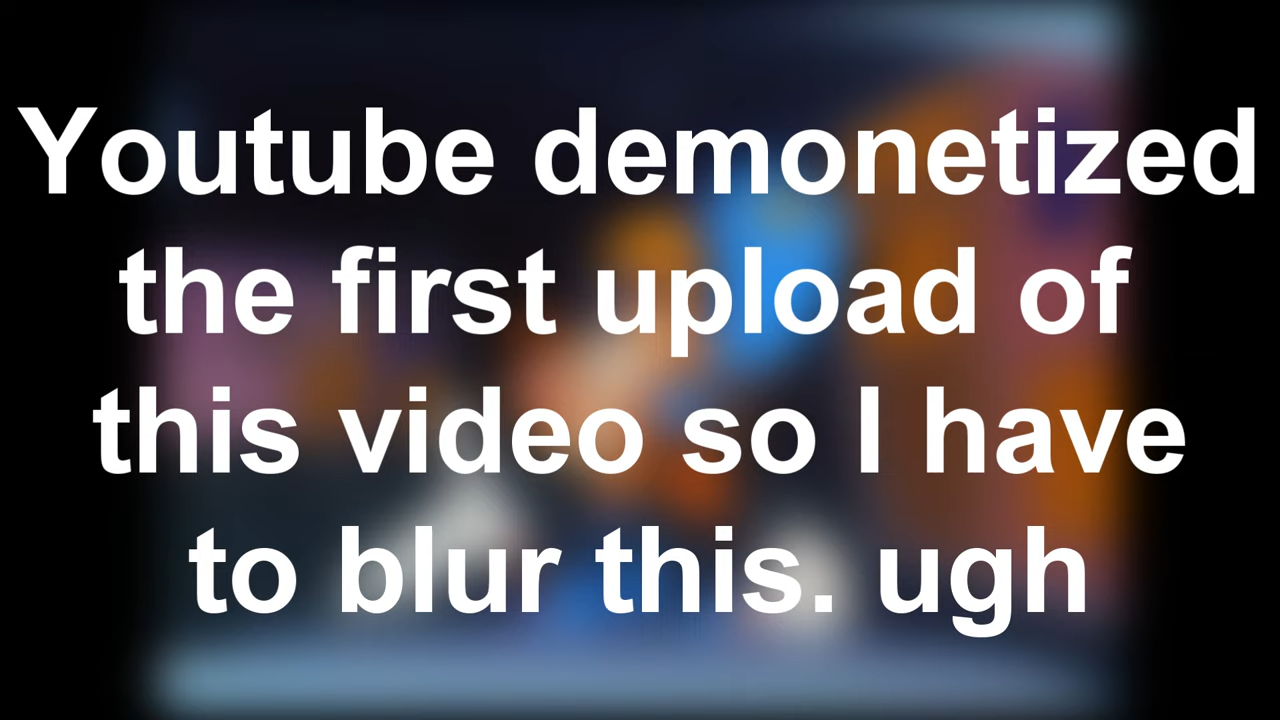 Youtube demonetized
the first upload of
this video so I have
to blur this. ugh